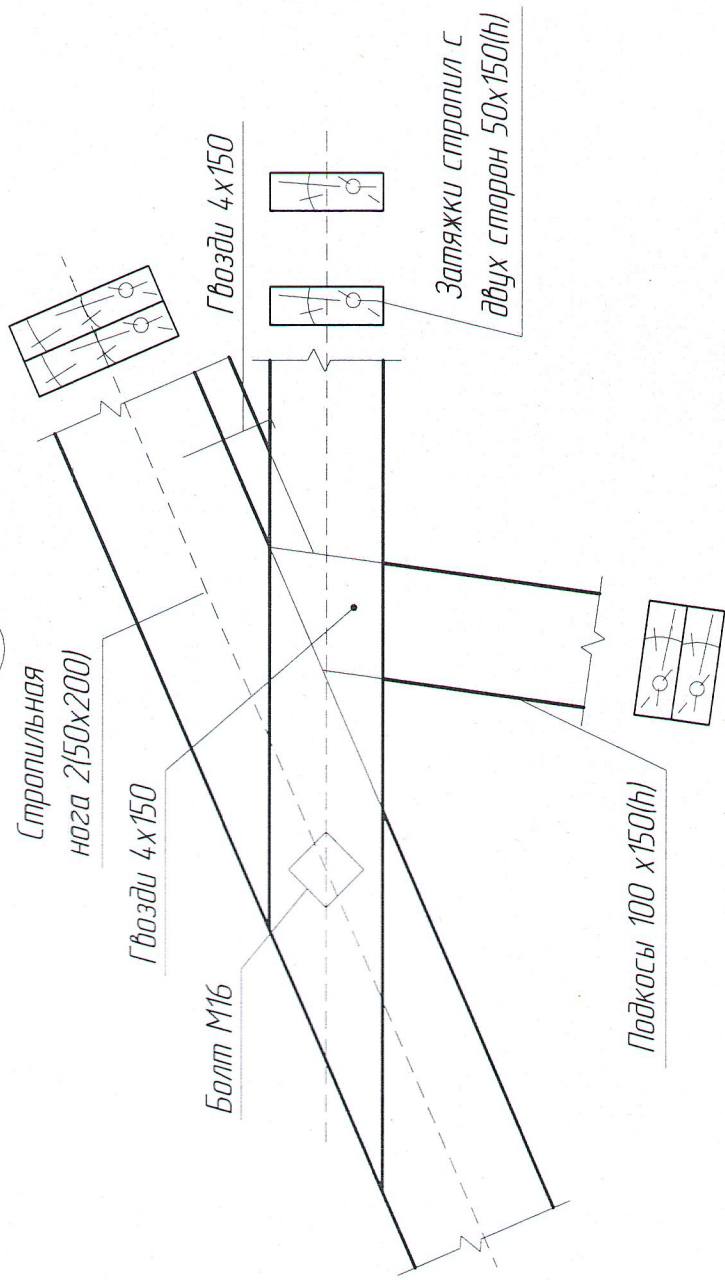 Стропильная
нога 2(50х200)
Гвозди 4х150
Болт М16
Гвозди 4х150
Затяжки стропил с
двух сторон 50х150(h)
Подкосы 100 х150(h)